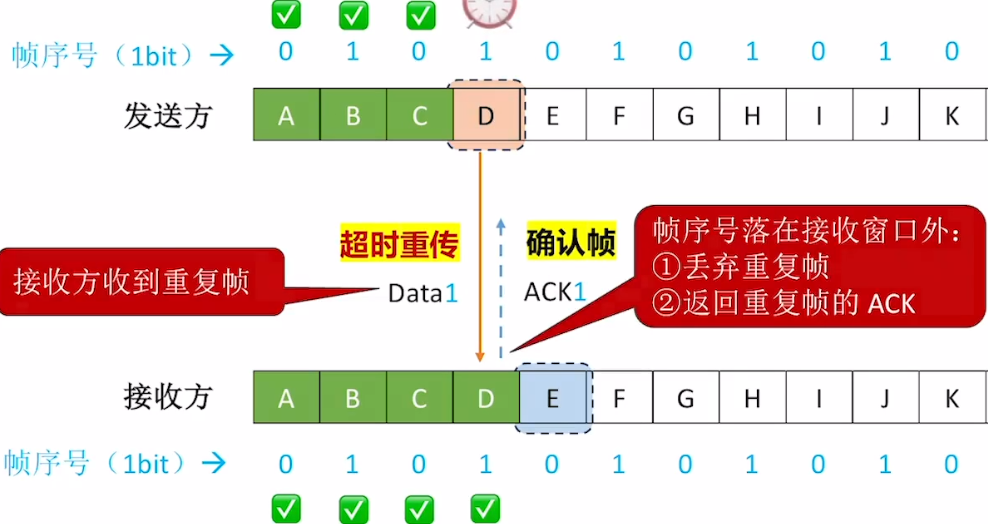 帧序号（1bit）→ 0 1 0 1 0 1 0 1 0 1 0
发送方 A B C D E F G H I J K
超时重传
确认帧
帧序号落在接收窗口外：
①丢弃重复帧
②返回重复帧的 ACK
接收方收到重复帧
Data1
ACK1
接收方 A B C D E F G H I J K
帧序号（1bit）→ 0 1 0 1 0 1 0 1 0 1 0